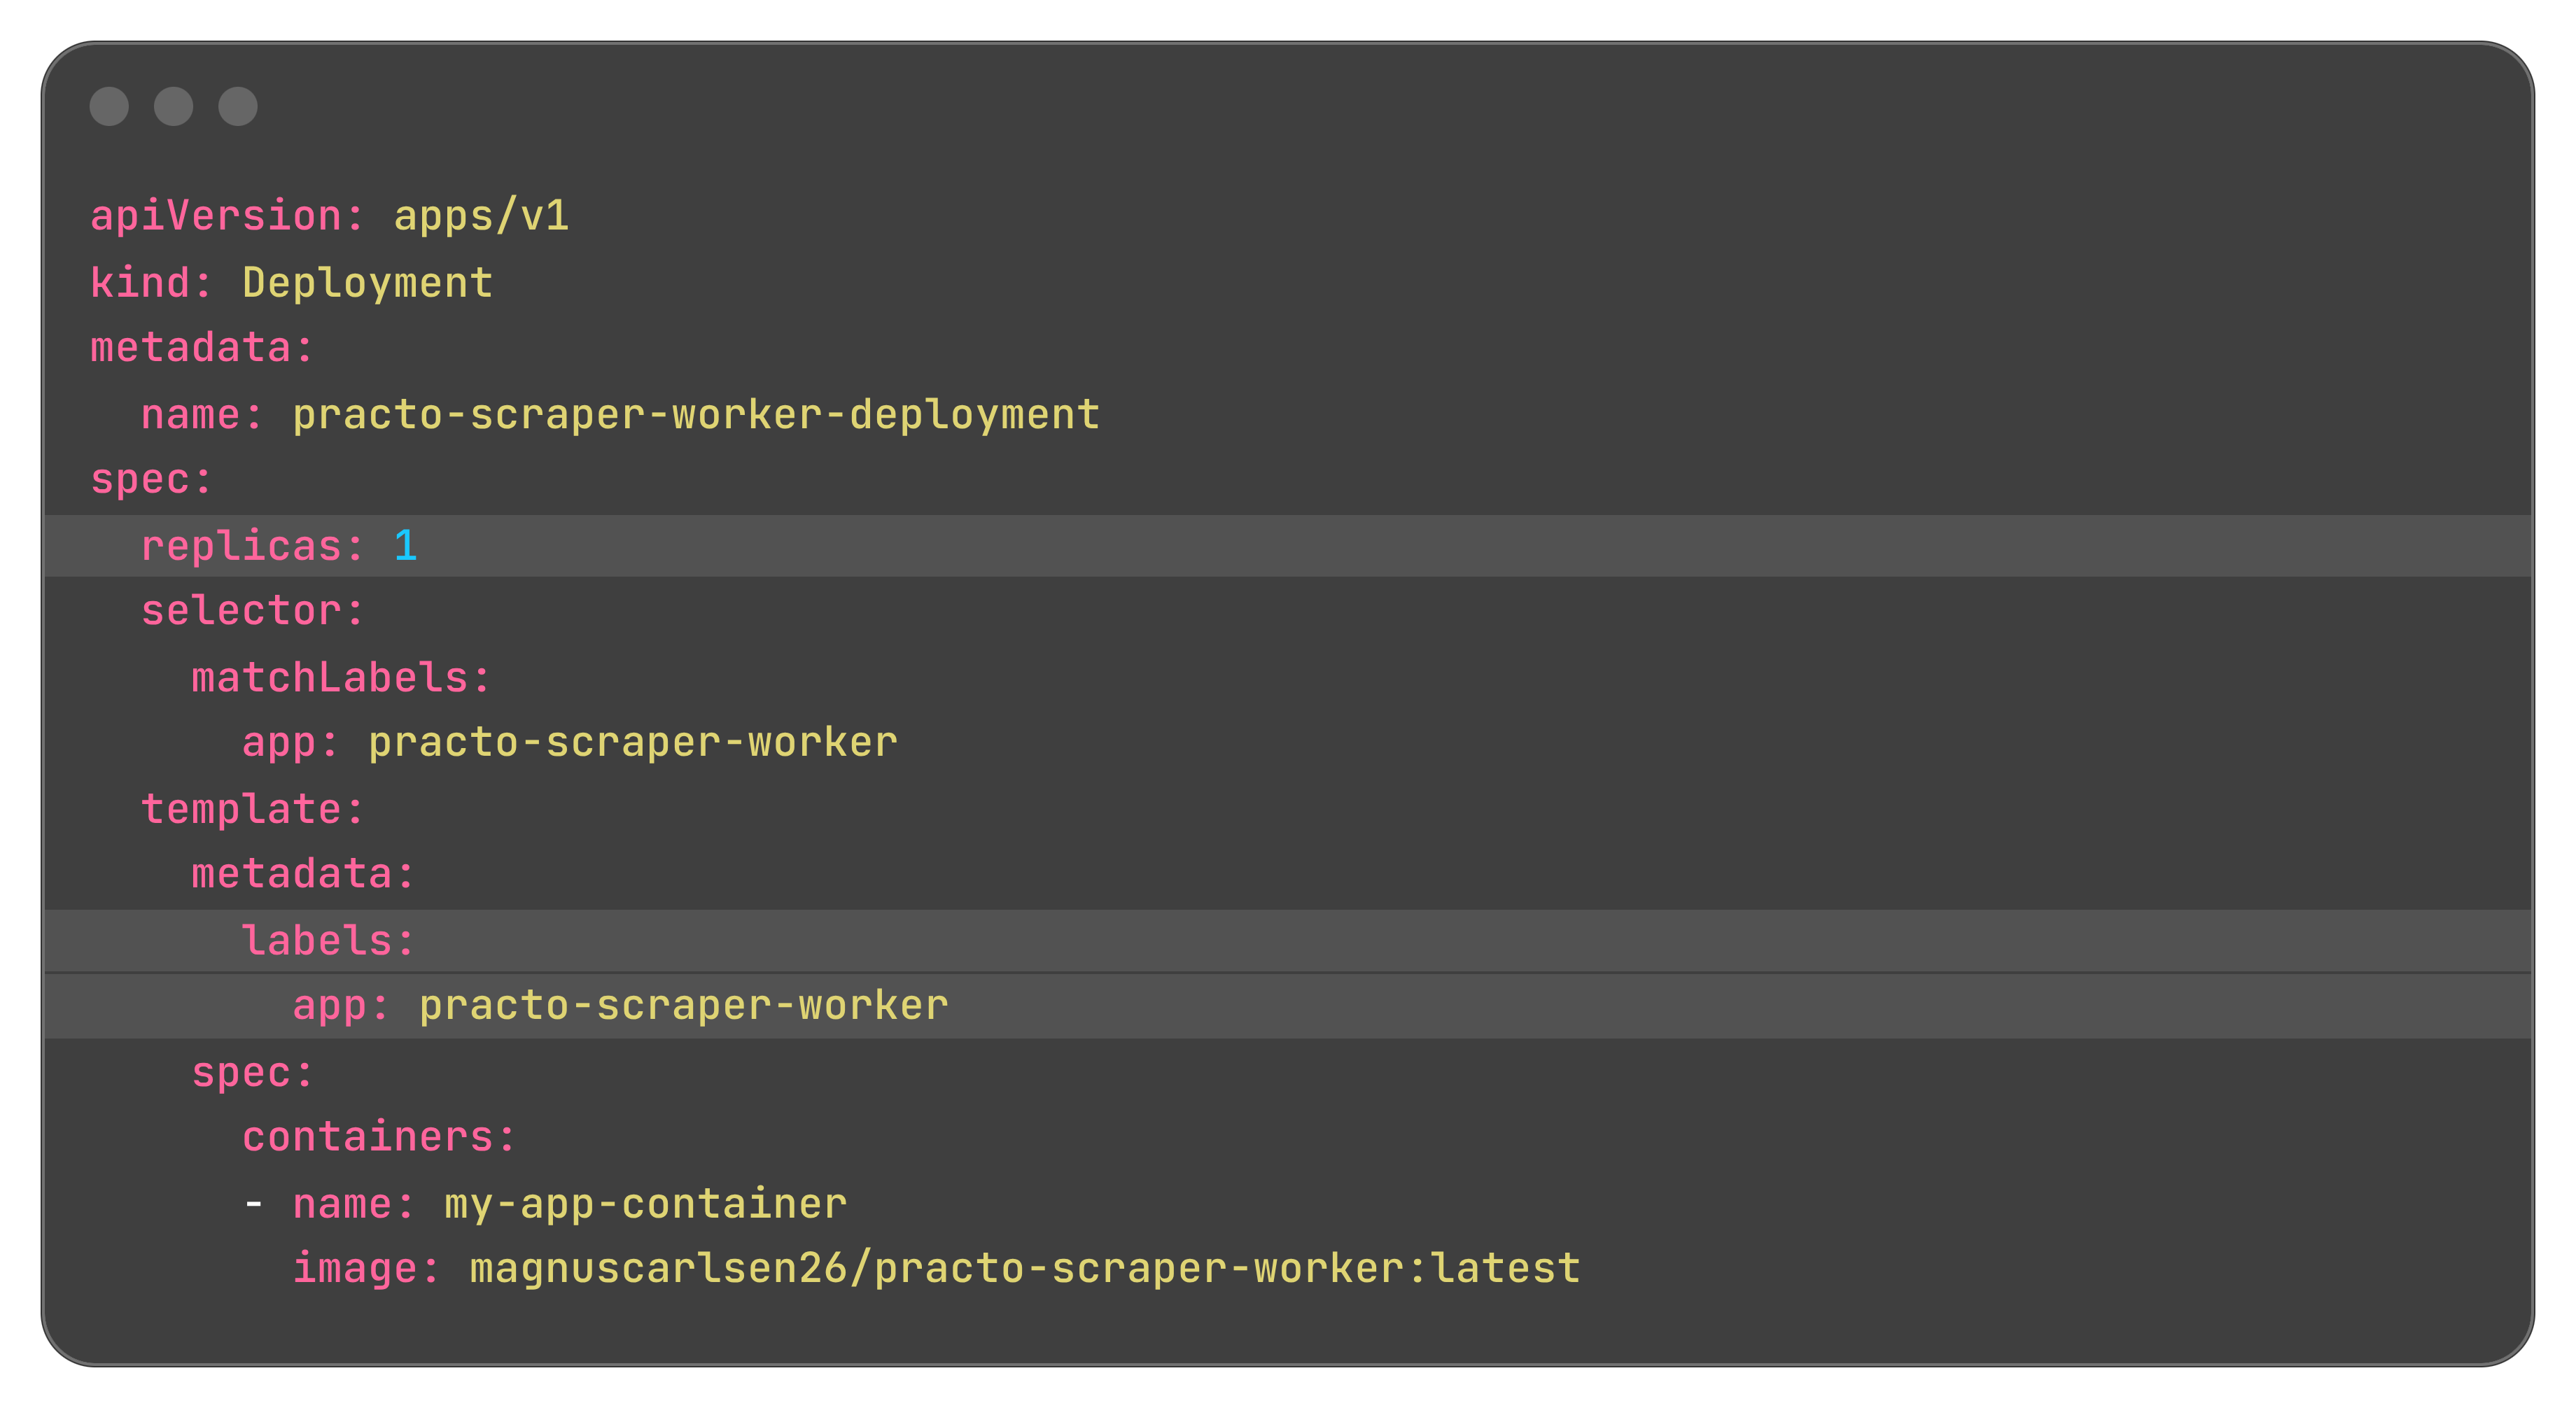 apiVersion: apps/v1
kind: Deployment
metadata:
  name: practo-scraper-worker-deployment
spec:
  replicas: 1
  selector:
    matchLabels:
      app: practo-scraper-worker
  template:
    metadata:
      labels:
        app: practo-scraper-worker
    spec:
      containers:
      - name: my-app-container
        image: magnuscarlsen26/practo-scraper-worker:latest